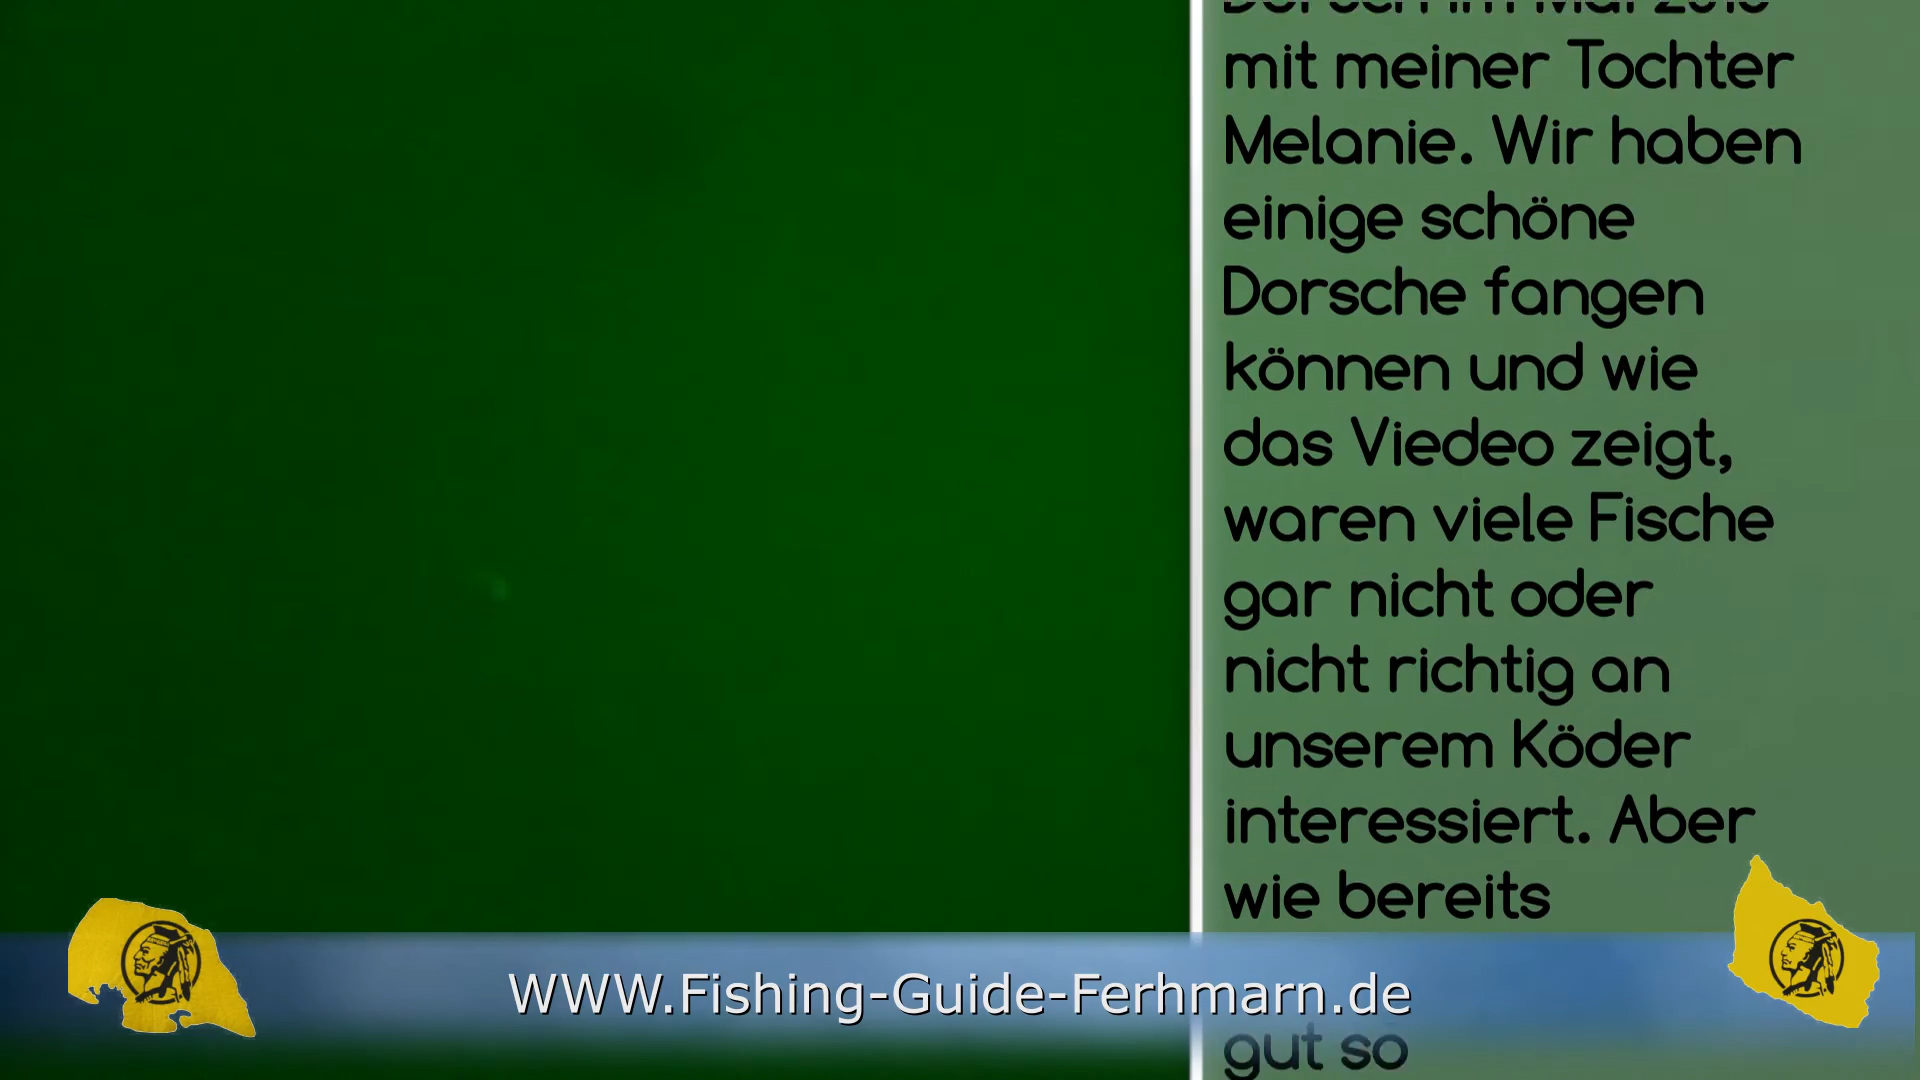 mit meiner Tochter
Melanie. Wir haben
einige schöne
Dorsche fangen
können und wie
das Viedeo zeigt,
waren viele Fische
gar nicht oder
nicht richtig an
unserem Köder
interessiert. Aber
wie bereits
gut so
WWW.Fishing-Guide-Ferhmarn.de